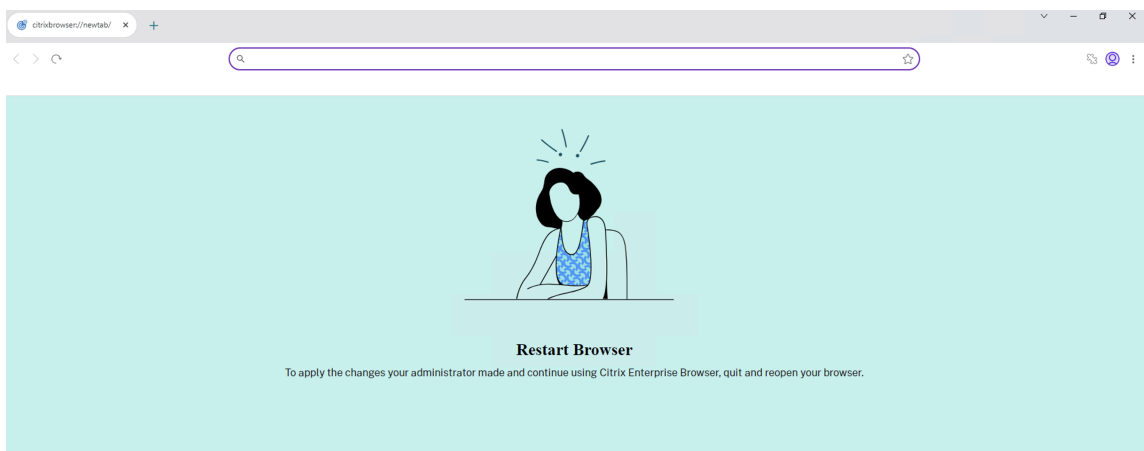 citrixbrowser://newtab/
Restart Browser
To apply the changes your administrator made and continue using Citrix Enterprise Browser, quit and reopen your browser.